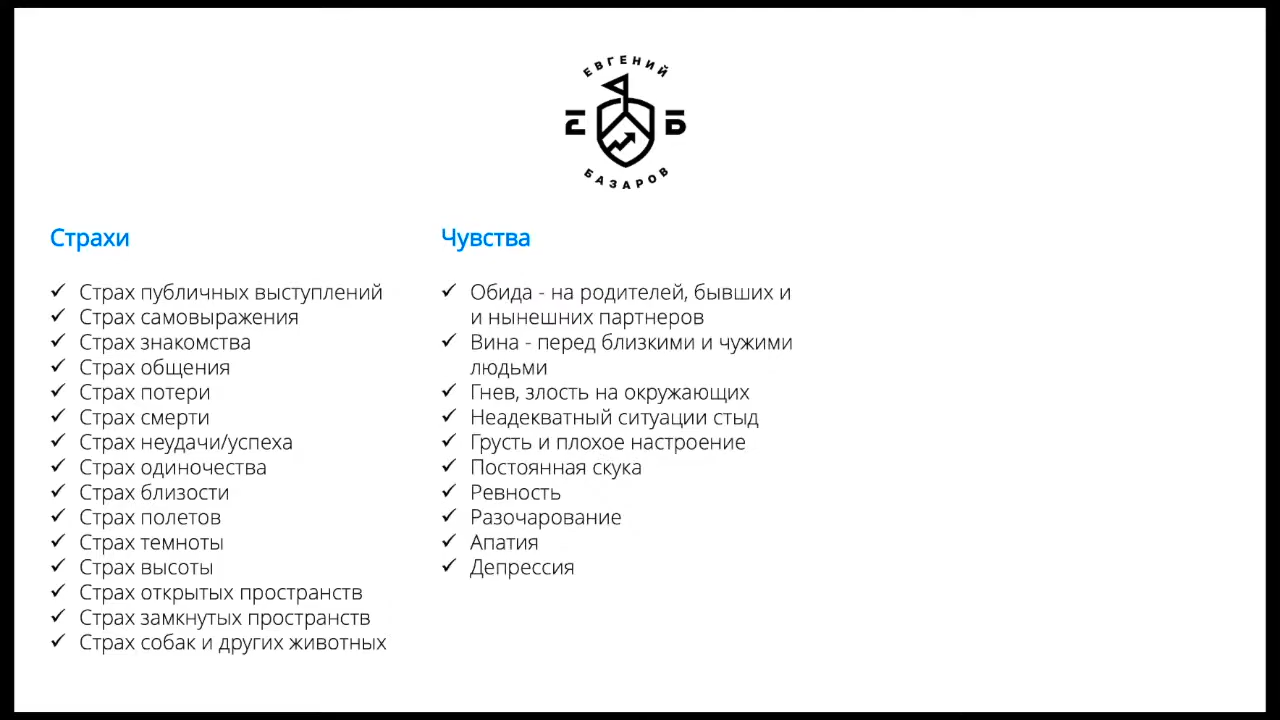 ЕВГЕНИЙ
Е Б
БАЗАРОВ
Страхи
Страх публичных выступлений
Страх самовыражения
Страх знакомства
Страх общения
Страх потери
Страх смерти
Страх неудачи/успеха
Страх одиночества
Страх близости
Страх полетов
Страх темноты
Страх высоты
Страх открытых пространств
Страх замкнутых пространств
Страх собак и других животных
Чувства
Обида - на родителей, бывших и
и нынешних партнеров
Вина - перед близкими и чужими
людьми
Гнев, злость на окружающих
Неадекватный ситуации стыд
Грусть и плохое настроение
Постоянная скука
Ревность
Разочарование
Апатия
Депрессия